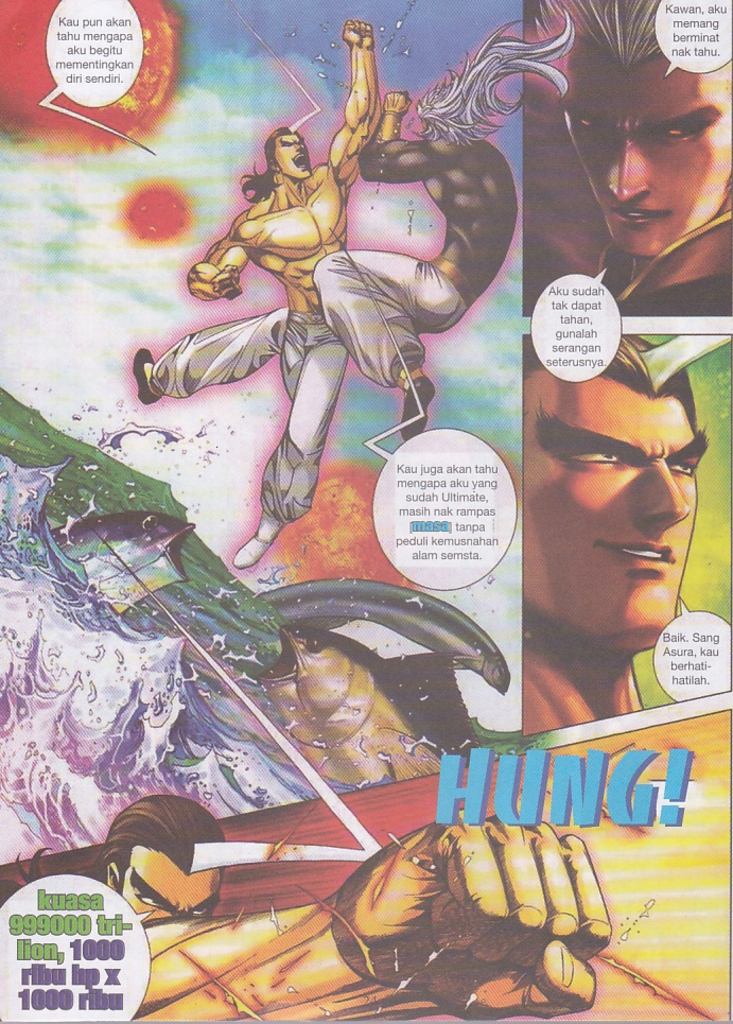 Kau pun akan
tahu mengapa
aku begitu
mementingkan
diri sendiri.
Kawan, aku
memang
berminat
nak tahu.
Aku sudah
tak dapat
tahan,
gunalah
serangan
seterusnya.
Kau juga akan tahu
mengapa aku yang
sudah Ultimate,
masih nak rampas
masa tanpa
peduli kemusnahan
alam semsta.
Baik. Sang
Asura, kau
berhati-
hatilah.
HUNG!
kuasa
999000 tri-
lion, 1000
ribu hp x
1000 ribu